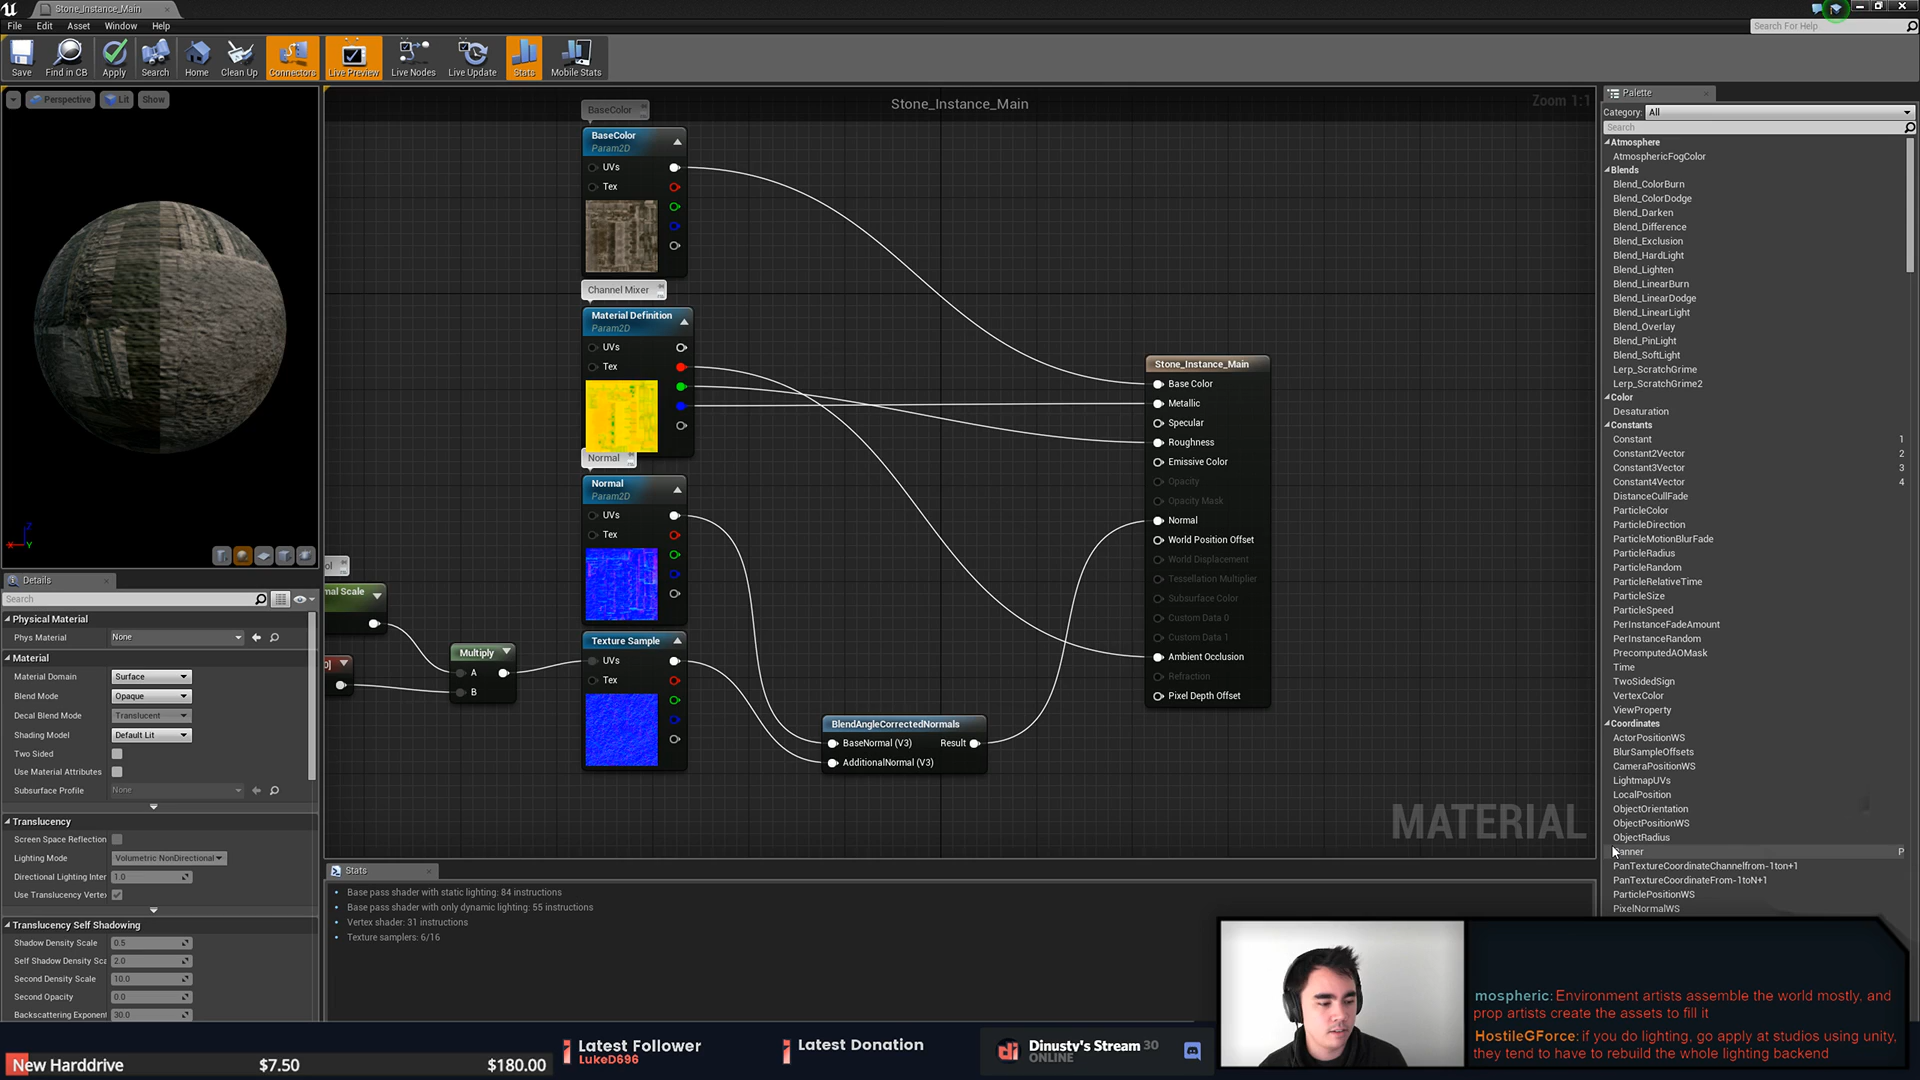 Stone_Instance_Main
File Edit Asset Window Help
Search For Help
Save Find in CB Apply Search Home Clean Up Connectors Live Preview Live Nodes Live Update Stats Mobile Stats
Perspective Lit Show
Stone_Instance_Main
Zoom 1:1
BaseColor
BaseColor
Param2D
UVs
Tex
Channel Mixer
Material Definition
Param2D
UVs
Tex
Normal
Normal
Param2D
UVs
Tex
Texture Sample
UVs
Tex
Multiply
A
B
BlendAngleCorrectedNormals
BaseNormal (V3) Result
AdditionalNormal (V3)
Stone_Instance_Main
Base Color
Metallic
Specular
Roughness
Emissive Color
Opacity
Opacity Mask
Normal
World Position Offset
World Displacement
Tessellation Multiplier
Subsurface Color
Custom Data 0
Custom Data 1
Ambient Occlusion
Refraction
Pixel Depth Offset
MATERIAL
Details
Search
Physical Material
Phys Material None
Material
Material Domain Surface
Blend Mode Opaque
Decal Blend Mode Translucent
Shading Model Default Lit
Two Sided
Use Material Attributes
Subsurface Profile None
Translucency
Screen Space Reflection
Lighting Mode Volumetric NonDirectional
Directional Lighting Inter 1.0
Use Translucency Vertex
Translucency Self Shadowing
Shadow Density Scale 0.5
Self Shadow Density Sca 2.0
Second Density Scale 10.0
Second Opacity 0.0
Backscattering Exponent 30.0
Stats
Base pass shader with static lighting: 84 instructions
Base pass shader with only dynamic lighting: 55 instructions
Vertex shader: 31 instructions
Texture samplers: 6/16
Palette
Category: All
Search
Atmosphere
AtmosphericFogColor
Blends
Blend_ColorBurn
Blend_ColorDodge
Blend_Darken
Blend_Difference
Blend_Exclusion
Blend_HardLight
Blend_Lighten
Blend_LinearBurn
Blend_LinearDodge
Blend_LinearLight
Blend_Overlay
Blend_PinLight
Blend_SoftLight
Lerp_ScratchGrime
Lerp_ScratchGrime2
Color
Desaturation
Constants
Constant 1
Constant2Vector 2
Constant3Vector 3
Constant4Vector 4
DistanceCullFade
ParticleColor
ParticleDirection
ParticleMotionBlurFade
ParticleRadius
ParticleRandom
ParticleRelativeTime
ParticleSize
ParticleSpeed
PerInstanceFadeAmount
PerInstanceRandom
PrecomputedAOMask
Time
TwoSidedSign
VertexColor
ViewProperty
Coordinates
ActorPositionWS
BlurSampleOffsets
CameraPositionWS
LightmapUVs
LocalPosition
ObjectOrientation
ObjectPositionWS
ObjectRadius
Panner P
PanTextureCoordinateChannelfrom-1ton+1
PanTextureCoordinateFrom-1toN+1
ParticlePositionWS
PixelNormalWS
mospheric: Environment artists assemble the world mostly, and
prop artists create the assets to fill it
HostileGForce: if you do lighting, go apply at studios using unity,
they tend to have to rebuild the whole lighting backend
New Harddrive $7.50 $180.00
Latest Follower
LukeD696
Latest Donation
Dinustv's Stream 30
ONLINE